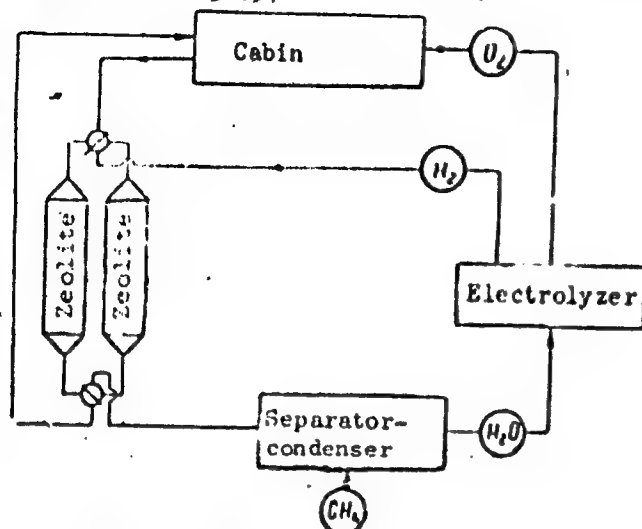 Cabin
O₂
H₂
Zeolite
Zeolite
Electrolyzer
Separator-
condenser
H₂O
CH₄